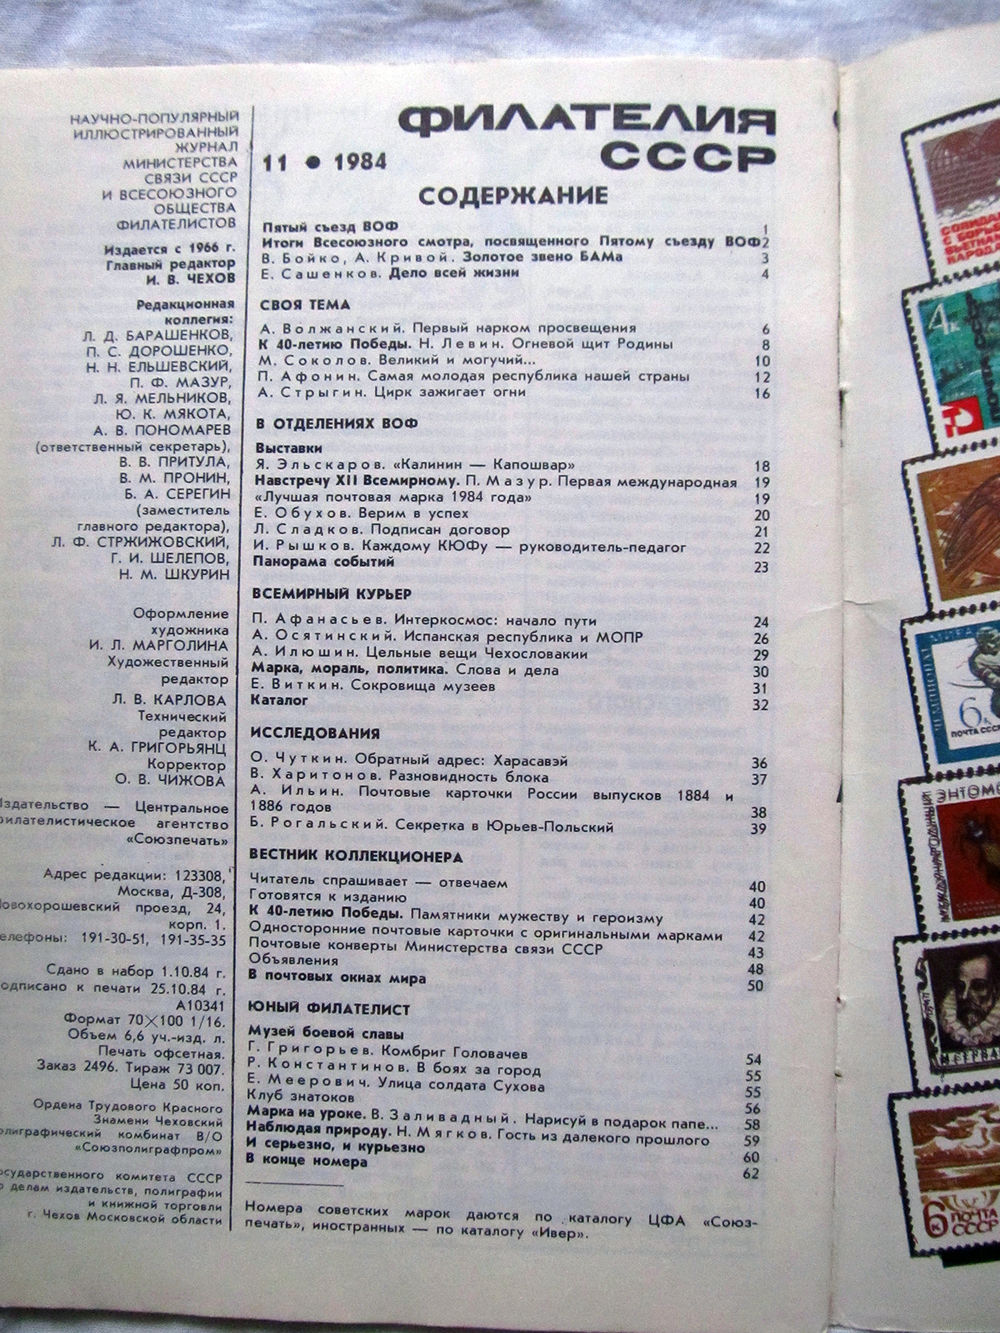 НАУЧНО-ПОПУЛЯРНЫЙ
ИЛЛЮСТРИРОВАННЫЙ
ЖУРНАЛ
МИНИСТЕРСТВА
СВЯЗИ СССР
И ВСЕСОЮЗНОГО
ОБЩЕСТВА
ФИЛАТЕЛИСТОВ
Издается с 1966 г.
Главный редактор
И. В. ЧЕХОВ
Редакционная
коллегия:
Л. Д. БАРАШЕНКОВ,
П. С. ДОРОШЕНКО,
Н. Н. ЕЛЬШЕВСКИЙ,
П. Ф. МАЗУР,
Л. Я. МЕЛЬНИКОВ,
Ю. К. МЯКОТА,
А. В. ПОНОМАРЕВ
(ответственный секретарь),
В. В. ПРИТУЛА,
В. М. ПРОНИН,
Б. А. СЕРЕГИН
(заместитель
главного редактора),
Л. Ф. СТРЖИЖОВСКИЙ,
Г. И. ШЕЛЕПОВ,
Н. М. ШКУРИН
Оформление
художника
И. Л. МАРГОЛИНА
Художественный
редактор
Л. В. КАРЛОВА
Технический
редактор
К. А. ГРИГОРЬЯНЦ
Корректор
О. В. ЧИЖОВА
Издательство — Центральное
филателистическое агентство
«Союзпечать»
Адрес редакции: 123308,
Москва, Д-308,
Новохорошевский проезд, 24,
корп. 1.
Телефоны: 191-30-51, 191-35-35
Сдано в набор 1.10.84 г.
одписано к печати 25.10.84 г.
А10341
Формат 70×100 1/16.
Объем 6,6 уч.-изд. л.
Печать офсетная.
Заказ 2496. Тираж 73 007.
Цена 50 коп.
Ордена Трудового Красного
Знамени Чеховский
олиграфический комбинат В/О
«Союзполиграфпром»
осударственного комитета СССР
о делам издательств, полиграфии
и книжной торговли
г. Чехов Московской области
ФИЛАТЕЛИЯ
СССР
11 ● 1984
СОДЕРЖАНИЕ
Пятый съезд ВОФ 1
Итоги Всесоюзного смотра, посвященного Пятому съезду ВОФ 2
В. Бойко, А. Кривой. Золотое звено БАМа 3
Е. Сашенков. Дело всей жизни 4
СВОЯ ТЕМА
А. Волжанский. Первый нарком просвещения 6
К 40-летию Победы. Н. Левин. Огневой щит Родины 8
М. Соколов. Великий и могучий... 10
П. Афонин. Самая молодая республика нашей страны 12
А. Стрыгин. Цирк зажигает огни 16
В ОТДЕЛЕНИЯХ ВОФ
Выставки
Я. Эльскаров. «Калинин — Капошвар» 18
Навстречу XII Всемирному. П. Мазур. Первая международная 19
«Лучшая почтовая марка 1984 года» 19
Е. Обухов. Верим в успех 20
Л. Сладков. Подписан договор 21
И. Рышков. Каждому КЮФу — руководитель-педагог 22
Панорама событий 23
ВСЕМИРНЫЙ КУРЬЕР
П. Афанасьев. Интеркосмос: начало пути 24
А. Осятинский. Испанская республика и МОПР 26
А. Илюшин. Цельные вещи Чехословакии 29
Марка, мораль, политика. Слова и дела 30
Е. Виткин. Сокровища музеев 31
Каталог 32
ИССЛЕДОВАНИЯ
О. Чуткин. Обратный адрес: Харасавэй 36
В. Харитонов. Разновидность блока 37
А. Ильин. Почтовые карточки России выпусков 1884 и
1886 годов 38
Б. Рогальский. Секретка в Юрьев-Польский 39
ВЕСТНИК КОЛЛЕКЦИОНЕРА
Читатель спрашивает — отвечаем 40
Готовятся к изданию 40
К 40-летию Победы. Памятники мужеству и героизму 42
Односторонние почтовые карточки с оригинальными марками 42
Почтовые конверты Министерства связи СССР 43
Объявления 48
В почтовых окнах мира 50
ЮНЫЙ ФИЛАТЕЛИСТ
Музей боевой славы
Г. Григорьев. Комбриг Головачев 54
Р. Константинов. В боях за город 55
Е. Меерович. Улица солдата Сухова 55
Клуб знатоков 56
Марка на уроке. В. Заливадный. Нарисуй в подарок папе... 58
Наблюдая природу. Н. Мягков. Гость из далекого прошлого 59
И серьезно, и курьезно 60
В конце номера 62
Номера советских марок даются по каталогу ЦФА «Союз-
печать», иностранных — по каталогу «Ивер».
СОЛИДАР
С БОРЬБ
ВЬЕТНАМ
НАРОДА
4к
ПОЧТА СССР
6к
ПОЧТА СССР
ЭНТОМО
МЕЖДУНАРОДНЫЙ
6к
ПОЧТА
СССР